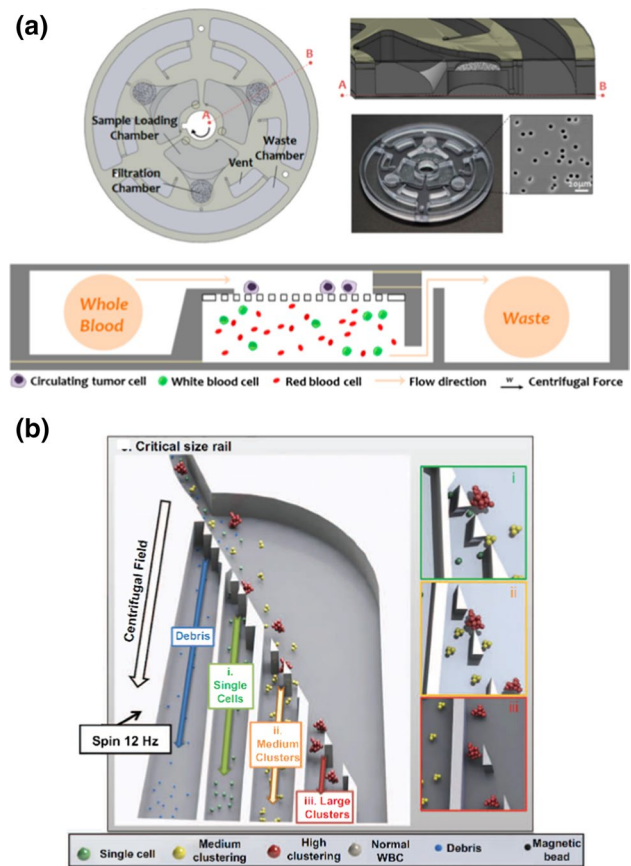 (a)
B
A
Sample Loading
Chamber
Waste
Chamber
Vent
Filtration
Chamber
A
B
20µm
Whole
Blood
Waste
Circulating tumor cell
White blood cell
Red blood cell
Flow direction
w
Centrifugal Force
(b)
Critical size rail
Centrifugal Field
Debris
i.
Single
Cells
ii.
Medium
Clusters
iii. Large
Clusters
Spin 12 Hz
i
ii
iii
Single cell
Medium
clustering
High
clustering
Normal
WBC
Debris
Magnetic
bead